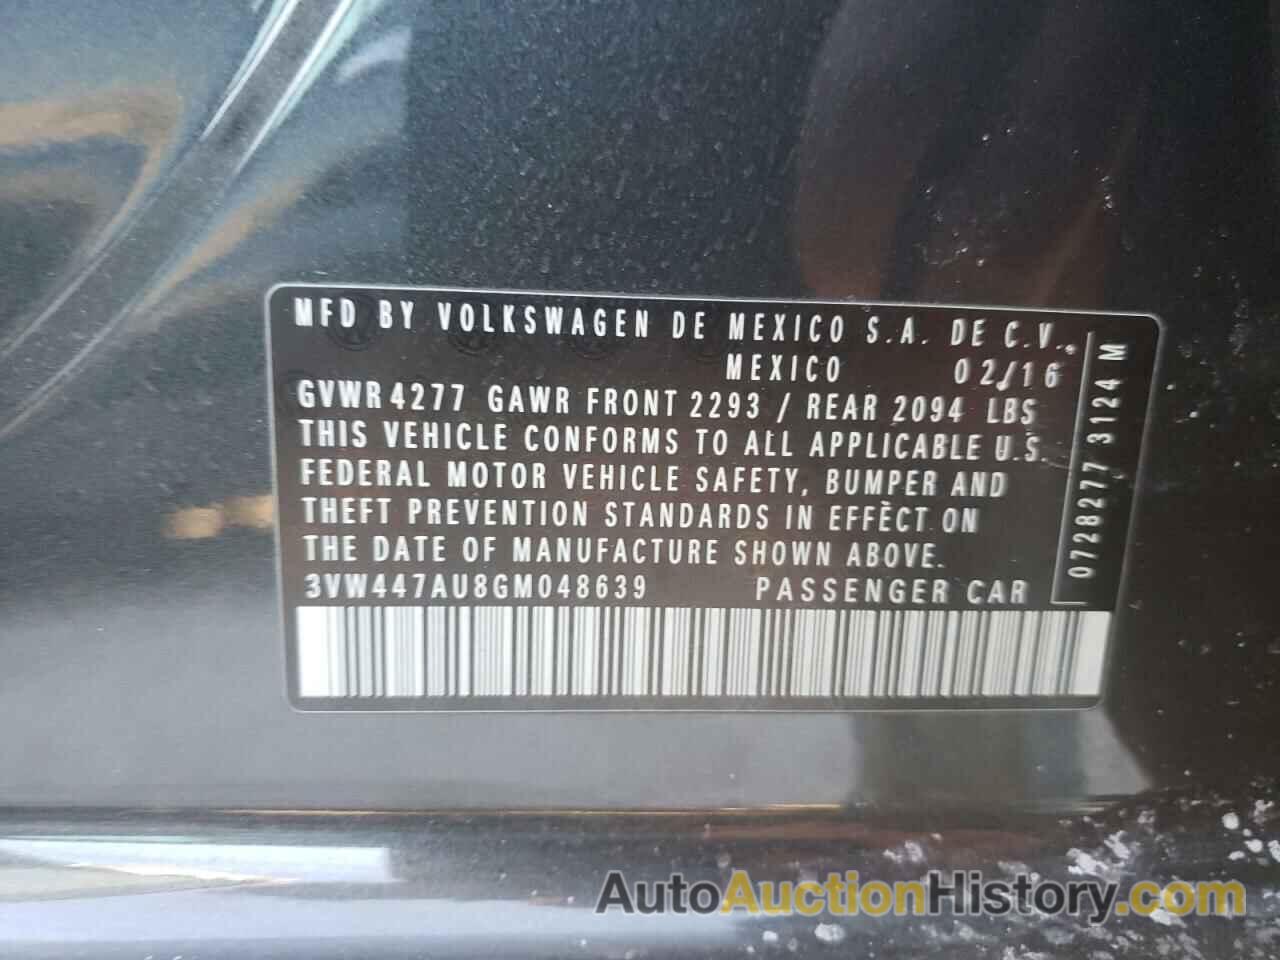 MFD BY VOLKSWAGEN DE MEXICO S.A. DE C.V.,
MEXICO 02/16
GVWR 4277 GAWR FRONT 2293 / REAR 2094 LBS
THIS VEHICLE CONFORMS TO ALL APPLICABLE U.S.
FEDERAL MOTOR VEHICLE SAFETY, BUMPER AND
THEFT PREVENTION STANDARDS IN EFFECT ON
THE DATE OF MANUFACTURE SHOWN ABOVE.
3VW447AU8GM048639 PASSENGER CAR
0728277 3124 M
AutoAuctionHistory.com